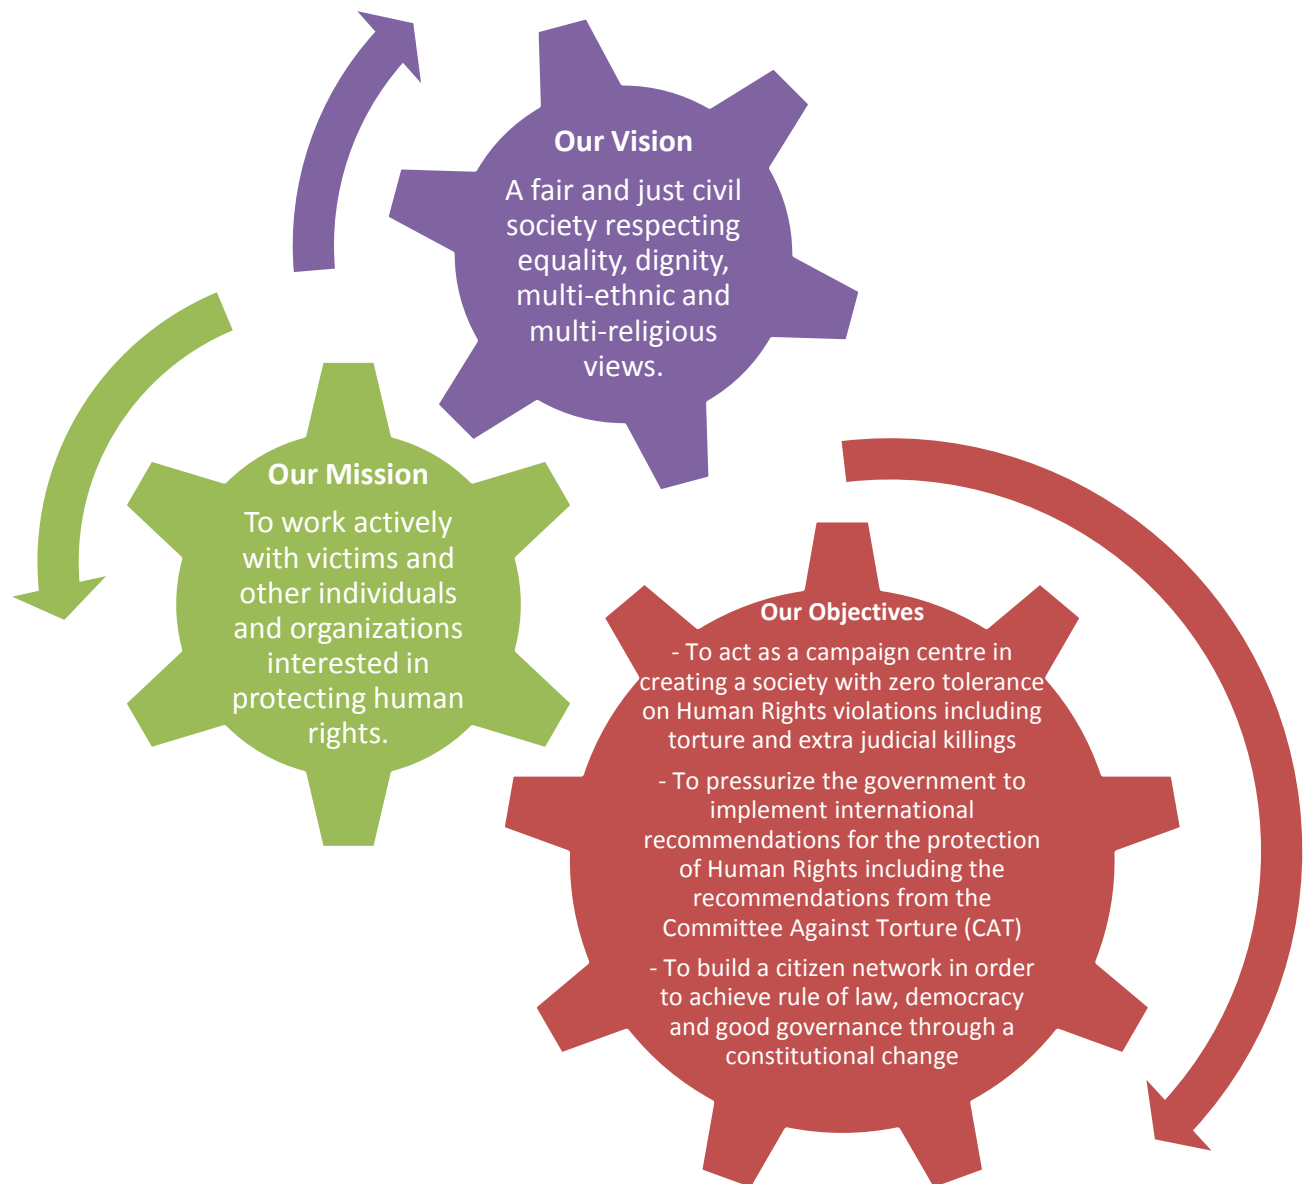 Our Vision
A fair and just civil
society respecting
equality, dignity,
multi-ethnic and
multi-religious
views.
Our Mission
To work actively
with victims and
other individuals
and organizations
interested in
protecting human
rights.
Our Objectives
- To act as a campaign centre in
creating a society with zero tolerance
on Human Rights violations including
torture and extra judicial killings
- To pressurize the government to
implement international
recommendations for the protection
of Human Rights including the
recommendations from the
Committee Against Torture (CAT)
- To build a citizen network in order
to achieve rule of law, democracy
and good governance through a
constitutional change